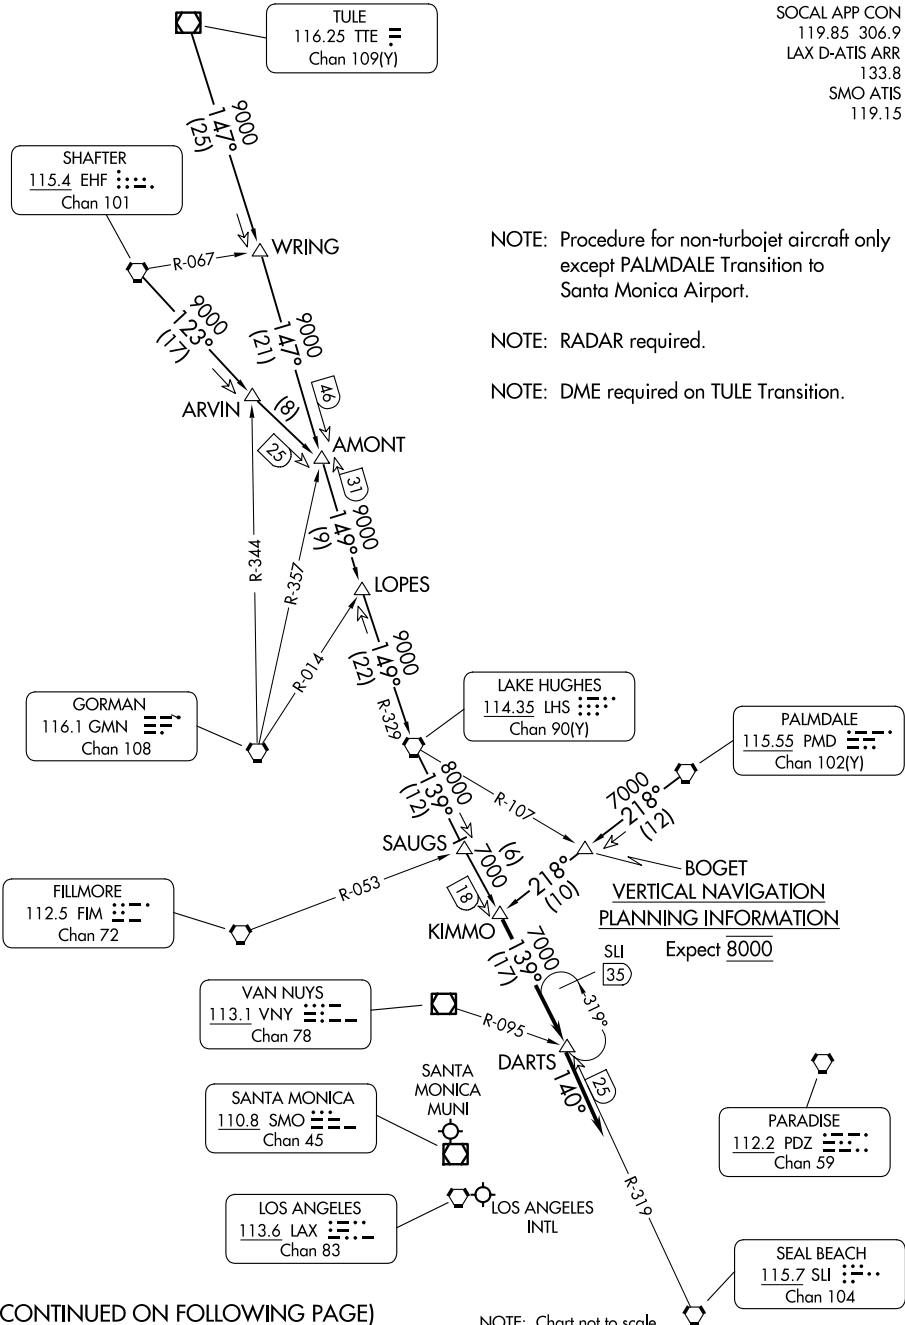 TULE
116.25 TTE
Chan 109(Y)
SOCAL APP CON
119.85 306.9
LAX D-ATIS ARR
133.8
SMO ATIS
119.15
9000
147°
(25)
SHAFTER
115.4 EHF
Chan 101
R-067
WRING
NOTE: Procedure for non-turbojet aircraft only
except PALMDALE Transition to
Santa Monica Airport.
NOTE: RADAR required.
NOTE: DME required on TULE Transition.
9000
123°
(17)
9000
147°
(21)
ARVIN
(8)
46
25
AMONT
31
9000
149°
(9)
R-344
R-357
R-014
LOPES
9000
149°
(22)
R-329
GORMAN
116.1 GMN
Chan 108
LAKE HUGHES
114.35 LHS
Chan 90(Y)
PALMDALE
115.55 PMD
Chan 102(Y)
8000
139°
(12)
R-107
7000
218°
(12)
SAUGS
(6)
7000
18
218°
(10)
BOGET
VERTICAL NAVIGATION
PLANNING INFORMATION
Expect 8000
FILLMORE
112.5 FIM
Chan 72
R-053
KIMMO
7000
139°
(17)
SLI
35
319°
VAN NUYS
113.1 VNY
Chan 78
R-095
DARTS
25
140°
SANTA
MONICA
MUNI
SANTA MONICA
110.8 SMO
Chan 45
PARADISE
112.2 PDZ
Chan 59
LOS ANGELES
113.6 LAX
Chan 83
LOS ANGELES
INTL
R-319
SEAL BEACH
115.7 SLI
Chan 104
CONTINUED ON FOLLOWING PAGE)
NOTE: Chart not to scale